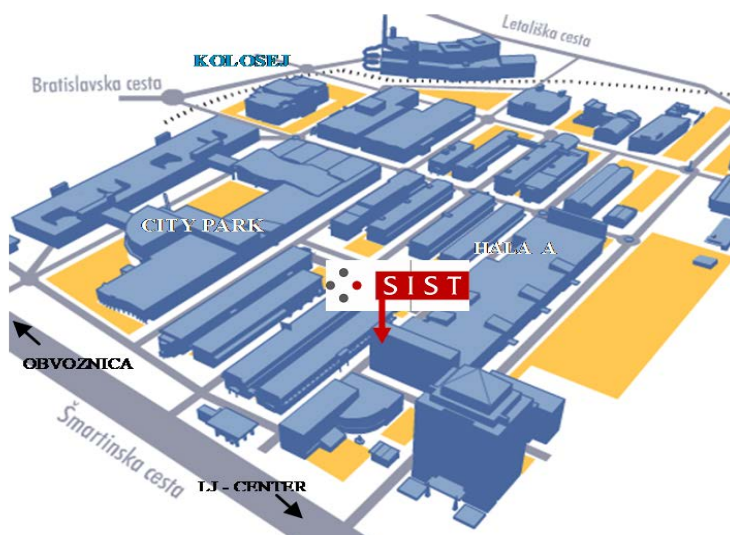 Letališka cesta
KOLOSEJ
Bratislavska cesta
CITY PARK
HALA A
SIST
OBVOZNICA
Šmartinska cesta
LJ - CENTER